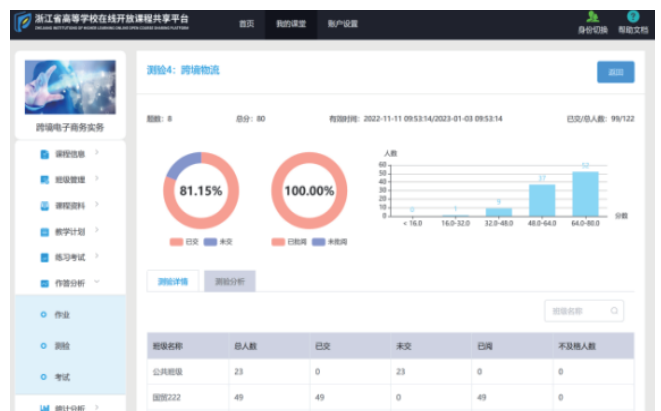 浙江省高等学校在线开放课程共享平台
ZHEJIANG INSTITUTIONS OF HIGHER LEARNING ONLINE OPEN COURSE SHARING PLATFORM
首页 我的课堂 账户设置 身份切换 帮助文档
测验4：跨境物流
返回
跨境电子商务实务
题数：8 总分：80 有效时间：2022-11-11 09:53:14/2023-01-03 09:53:14 已交/总人数：99/122
课程信息
班级管理
课程资料
教学计划
练习考试
作答分析
作业
测验
考试
统计分析
81.15%
已交 未交
100.00%
已批阅 未批阅
人数
60
50
40
30
20
10
0
0 1 9 37 52
< 16.0 16.0-32.0 32.0-48.0 48.0-64.0 64.0-80.0
分数
测验详情 测验分析
班级名称
班级名称 总人数 已交 未交 已阅 不及格人数
公共班级 23 0 23 0 0
国贸222 49 49 0 49 0